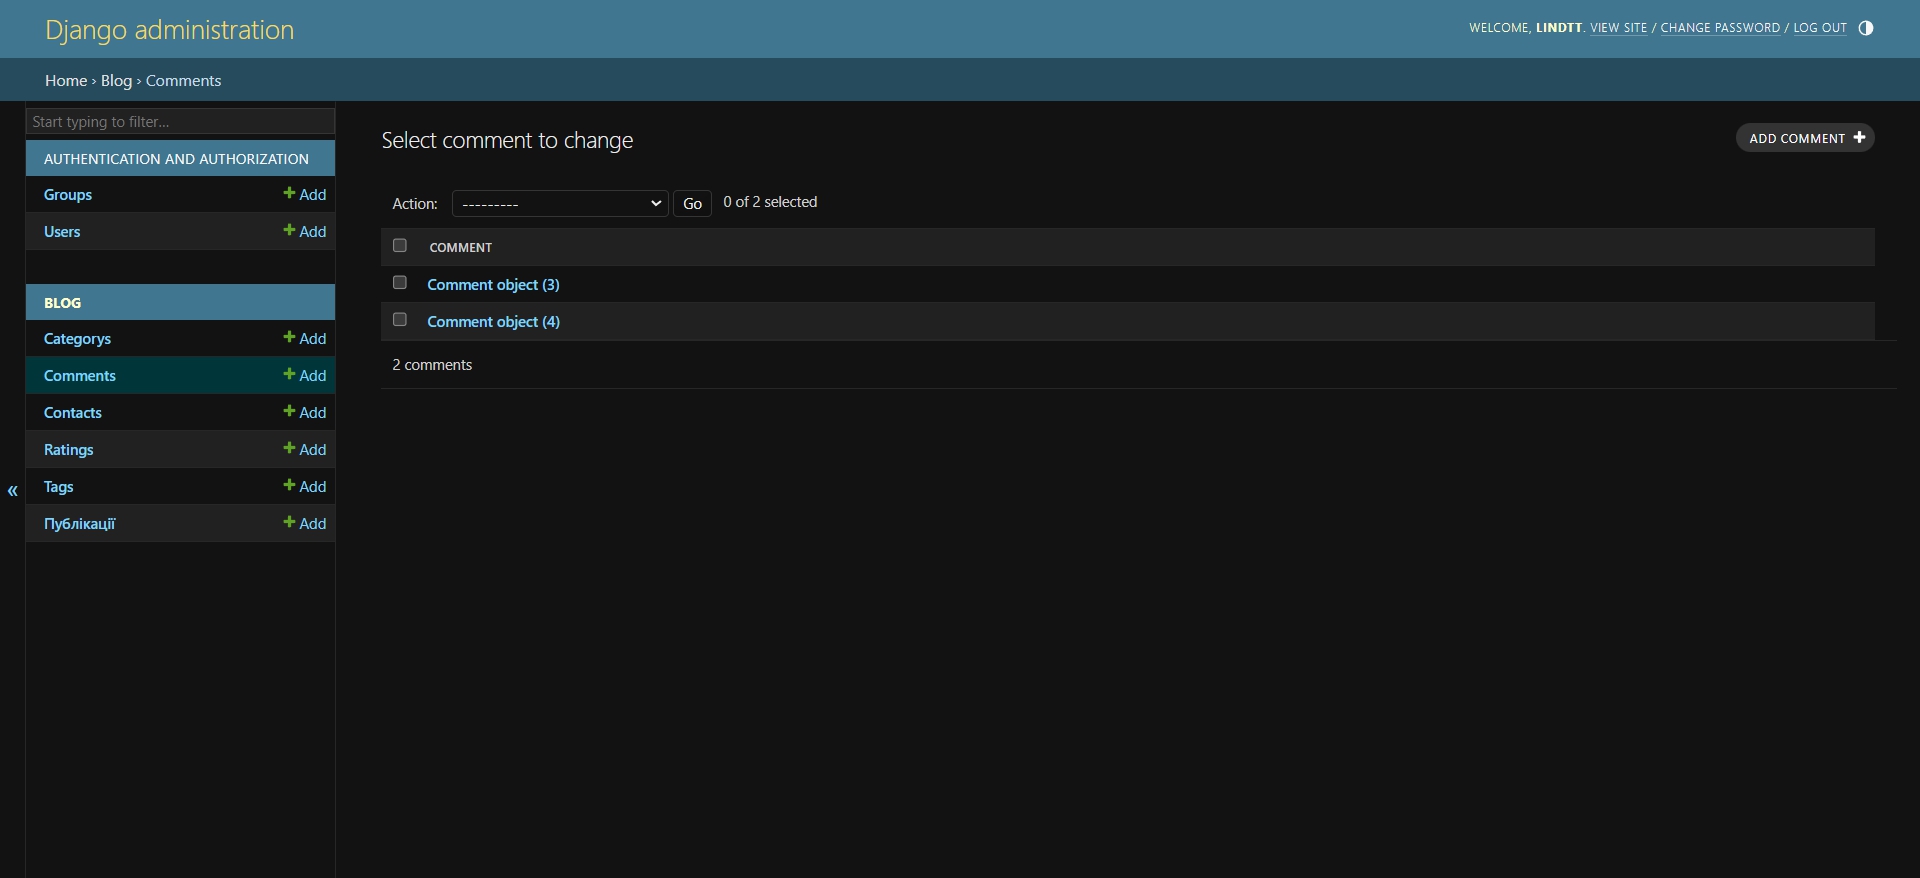 Django administration
WELCOME, LINDTT. VIEW SITE / CHANGE PASSWORD / LOG OUT
Home › Blog › Comments
Start typing to filter...
AUTHENTICATION AND AUTHORIZATION
Groups + Add
Users + Add
BLOG
Categorys + Add
Comments + Add
Contacts + Add
Ratings + Add
Tags + Add
Публікації + Add
«
Select comment to change
ADD COMMENT +
Action: --------- Go 0 of 2 selected
COMMENT
Comment object (3)
Comment object (4)
2 comments